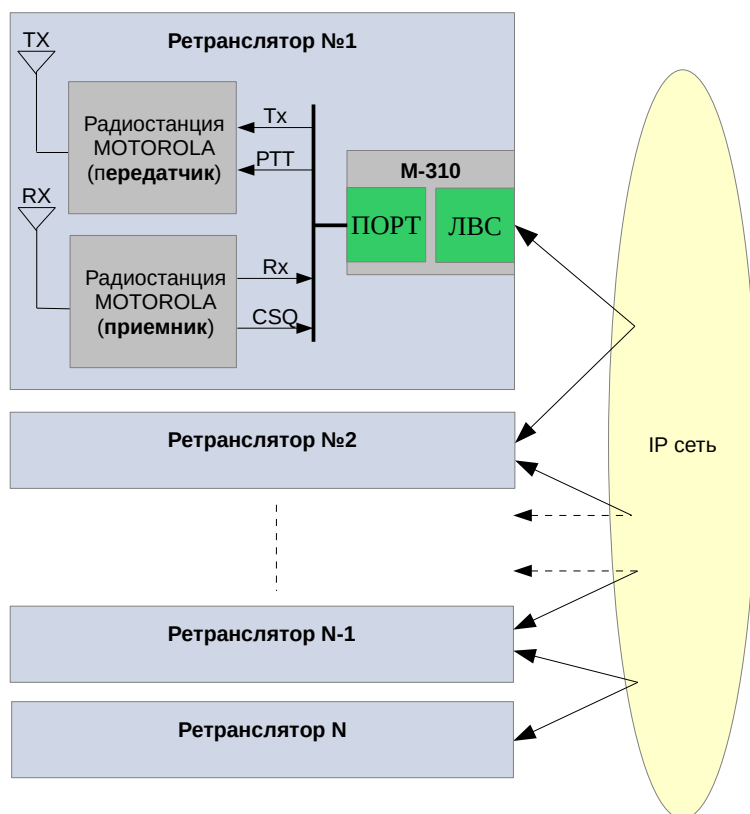 Ретранслятор №1
TX
Радиостанция
MOTOROLA
(передатчик)
Tx
PTT
М-310
ПОРТ
ЛВС
RX
Радиостанция
MOTOROLA
(приемник)
Rx
CSQ
Ретранслятор №2
IP сеть
Ретранслятор N-1
Ретранслятор N